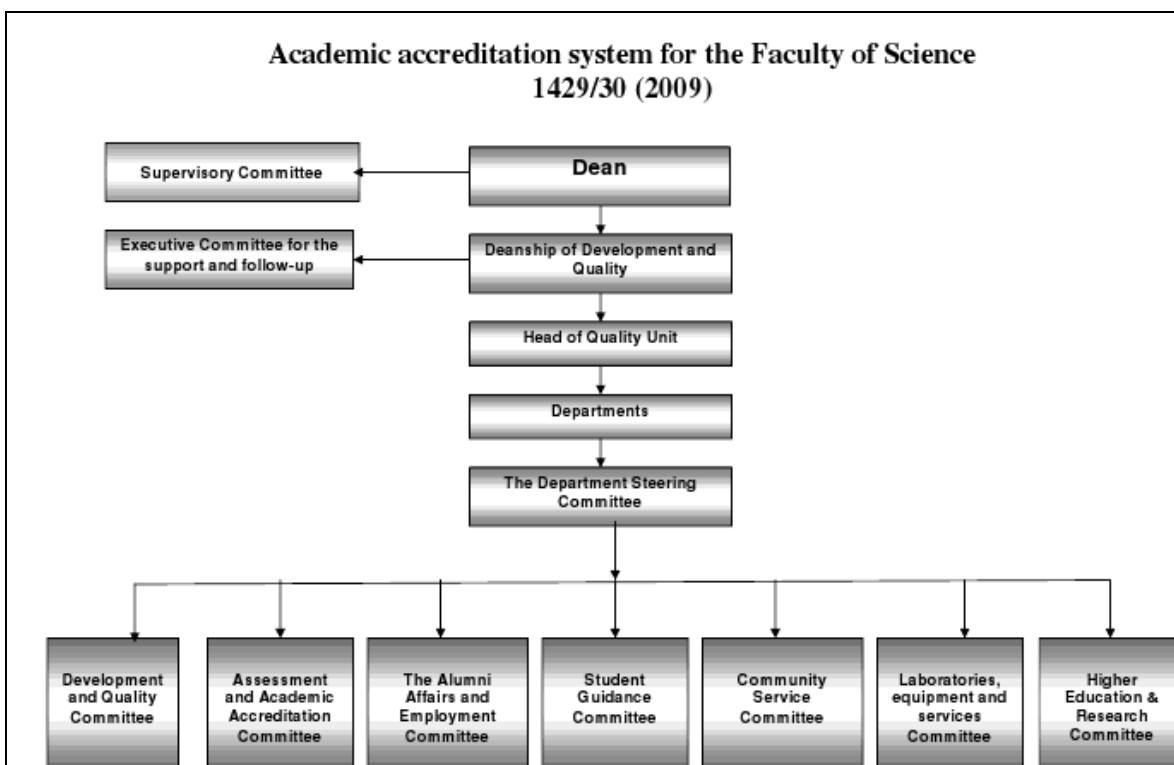 Academic accreditation system for the Faculty of Science
1429/30 (2009)
Supervisory Committee
Dean
Executive Committee for the
support and follow-up
Deanship of Development and
Quality
Head of Quality Unit
Departments
The Department Steering
Committee
Development
and Quality
Committee
Assessment
and Academic
Accreditation
Committee
The Alumni
Affairs and
Employment
Committee
Student
Guidance
Committee
Community
Service
Committee
Laboratories,
equipment and
services
Committee
Higher
Education &
Research
Committee